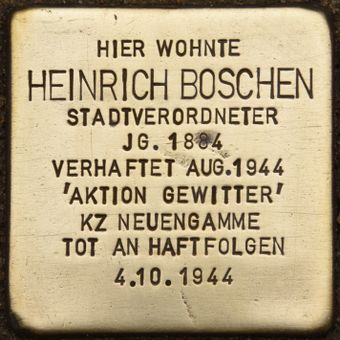 HIER WOHNTE
HEINRICH BOSCHEN
STADTVERORDNETER
JG. 1884
VERHAFTET AUG.1944
'AKTION GEWITTER'
KZ NEUENGAMME
TOT AN HAFTFOLGEN
4.10.1944